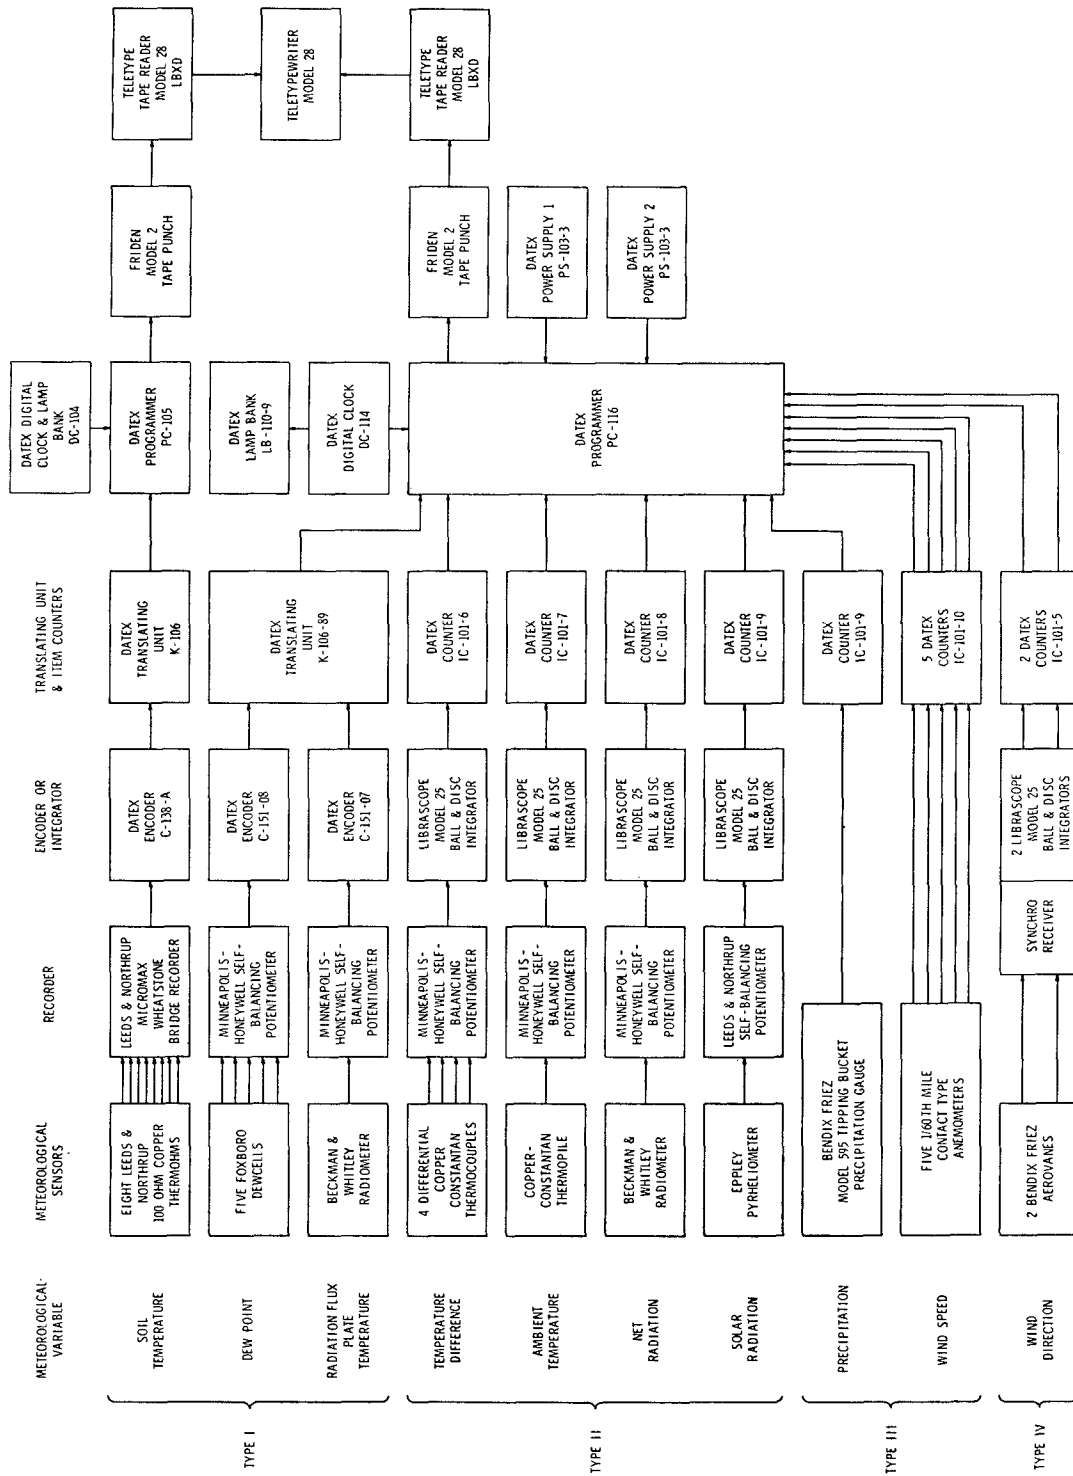 METEOROLOGICAL-
VARIABLE
METEOROLOGICAL
SENSORS
RECORDER
ENCODER OR
INTEGRATOR
TRANSLATING UNIT
& ITEM COUNTERS
DATEX DIGITAL
CLOCK & LAMP
BANK
DC-104
TYPE I
SOIL
TEMPERATURE
EIGHT LEEDS &
NORTHRUP
100 OHM COPPER
THERMOHMS
LEEDS & NORTHRUP
MICROMAX
WHEATSTONE
BRIDGE RECORDER
DATEX
ENCODER
C-138-A
DATEX
TRANSLATING
UNIT
K-106
DATEX
PROGRAMMER
PC-105
FRIDEN
MODEL 2
TAPE PUNCH
TELETYPE
TAPE READER
MODEL 28
LBXD
DEW POINT
FIVE FOXBORO
DEWCELLS
MINNEAPOLIS-
HONEYWELL SELF-
BALANCING
POTENTIOMETER
DATEX
ENCODER
C-151-08
DATEX
TRANSLATING
UNIT
K-106-89
DATEX
LAMP BANK
LB-110-9
TELETYPEWRITER
MODEL 28
RADIATION FLUX
PLATE
TEMPERATURE
BECKMAN &
WHITLEY
RADIOMETER
MINNEAPOLIS-
HONEYWELL SELF-
BALANCING
POTENTIOMETER
DATEX
ENCODER
C-151-07
DATEX
DIGITAL CLOCK
DC-114
TYPE II
TEMPERATURE
DIFFERENCE
4 DIFFERENTIAL
COPPER
CONSTANTAN
THERMOCOUPLES
MINNEAPOLIS-
HONEYWELL SELF-
BALANCING
POTENTIOMETER
LIBRASCOPE
MODEL 25
BALL & DISC
INTEGRATOR
DATEX
COUNTER
IC-101-6
DATEX
PROGRAMMER
PC-116
FRIDEN
MODEL 2
TAPE PUNCH
TELETYPE
TAPE READER
MODEL 28
LBXD
AMBIENT
TEMPERATURE
COPPER-
CONSTANTAN
THERMOPILE
MINNEAPOLIS-
HONEYWELL SELF-
BALANCING
POTENTIOMETER
LIBRASCOPE
MODEL 25
BALL & DISC
INTEGRATOR
DATEX
COUNTER
IC-101-7
DATEX
POWER SUPPLY 1
PS-103-3
NET
RADIATION
BECKMAN &
WHITLEY
RADIOMETER
MINNEAPOLIS-
HONEYWELL SELF-
BALANCING
POTENTIOMETER
LIBRASCOPE
MODEL 25
BALL & DISC
INTEGRATOR
DATEX
COUNTER
IC-101-8
DATEX
POWER SUPPLY 2
PS-103-3
SOLAR
RADIATION
EPPLEY
PYRHELIOMETER
LEEDS & NORTHRUP
SELF-BALANCING
POTENTIOMETER
LIBRASCOPE
MODEL 25
BALL & DISC
INTEGRATOR
DATEX
COUNTER
IC-101-9
TYPE III
PRECIPITATION
BENDIX FRIEZ
MODEL 595 TIPPING BUCKET
PRECIPITATION GAUGE
DATEX
COUNTER
IC-101-9
WIND SPEED
FIVE 1/60TH MILE
CONTACT TYPE
ANEMOMETERS
5 DATEX
COUNTERS
IC-101-10
TYPE IV
WIND
DIRECTION
2 BENDIX FRIEZ
AEROVANES
SYNCHRO
RECEIVER
2 LIBRASCOPE
MODEL 25
BALL & DISC
INTEGRATORS
2 DATEX
COUNTERS
IC-101-5